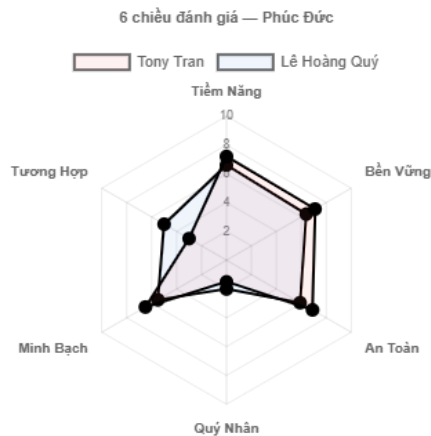 6 chiều đánh giá — Phúc Đức
Tony Tran Lê Hoàng Quý
Tiềm Năng
10
8
Tương Hợp Bền Vững
6
4
2
Minh Bạch An Toàn
Quý Nhân